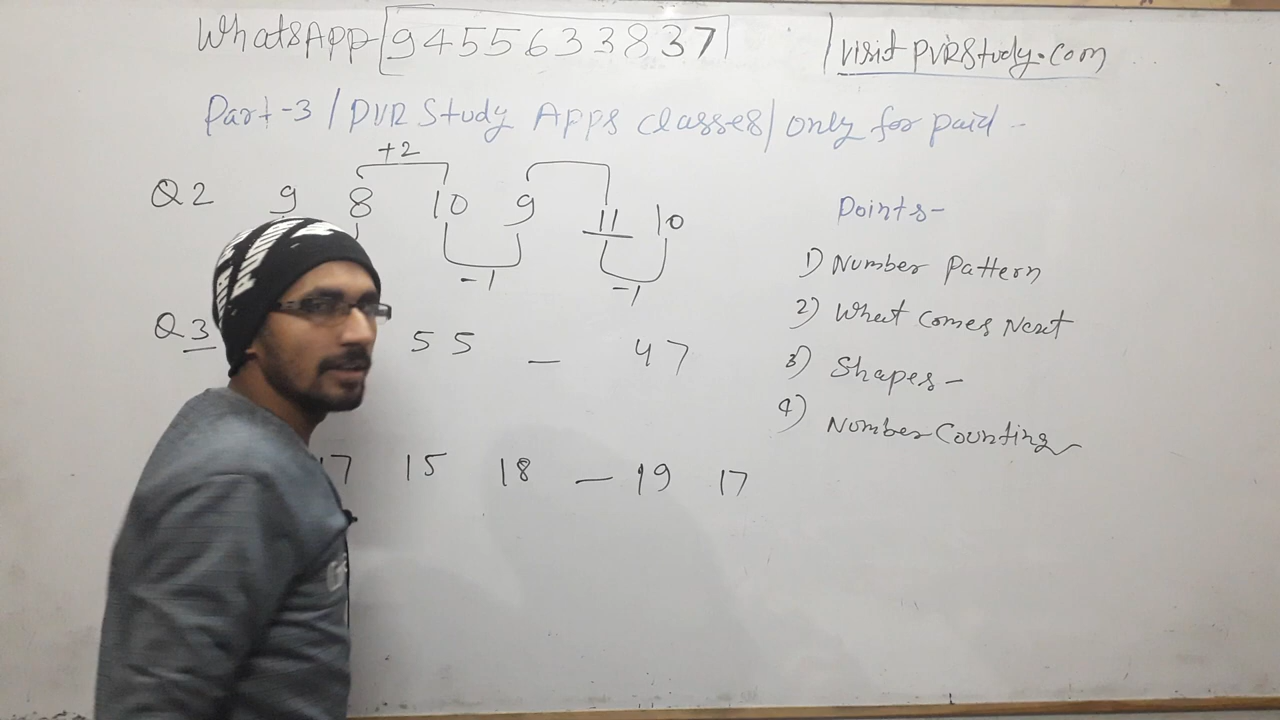 WhatsApp- 9455633837 / visit PVRStudy.com
Part-3 / PVR Study Apps classes/ only for paid -
+2
Q2 9 8 10 9 11 10
-1 -1
Points-
1) Number Pattern
2) What comes Next
3) Shapes-
4) Number Counting
Q3 55 _ 47
17 15 18 _ 19 17